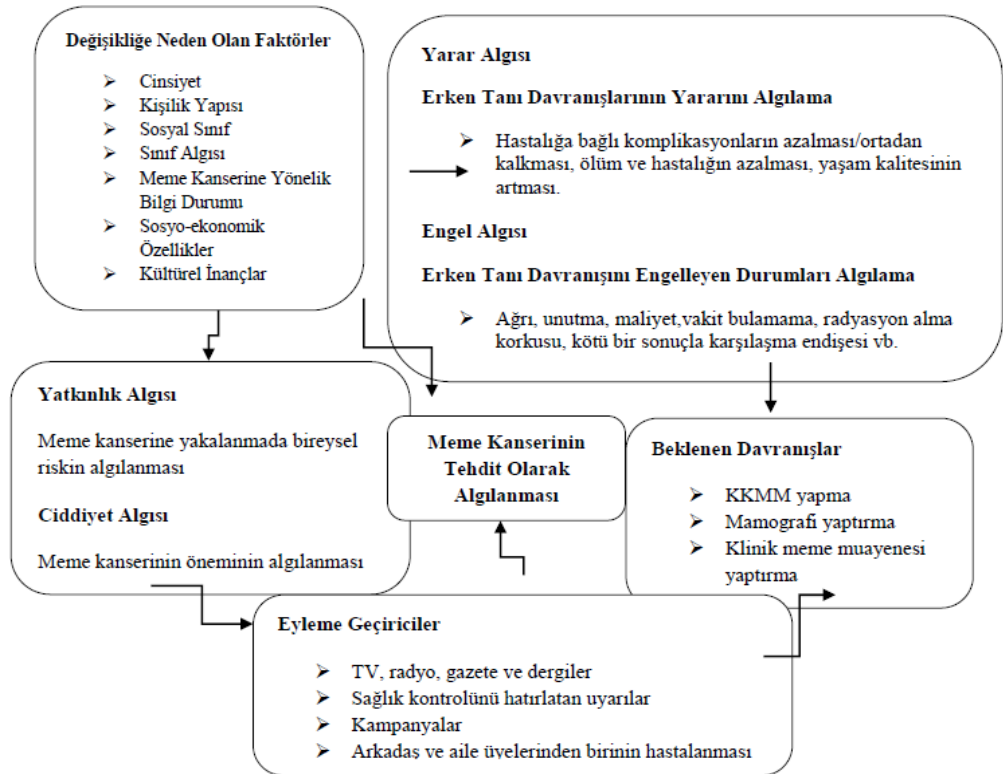 Değişikliğe Neden Olan Faktörler
➢ Cinsiyet
➢ Kişilik Yapısı
➢ Sosyal Sınıf
➢ Sınıf Algısı
➢ Meme Kanserine Yönelik
Bilgi Durumu
➢ Sosyo-ekonomik
Özellikler
➢ Kültürel İnançlar
Yarar Algısı
Erken Tanı Davranışlarının Yararını Algılama
➢ Hastalığa bağlı komplikasyonların azalması/ortadan
kalkması, ölüm ve hastalığın azalması, yaşam kalitesinin
artması.
Engel Algısı
Erken Tanı Davranışını Engelleyen Durumları Algılama
➢ Ağrı, unutma, maliyet,vakit bulamama, radyasyon alma
korkusu, kötü bir sonuçla karşılaşma endişesi vb.
Yatkınlık Algısı
Meme kanserine yakalanmada bireysel
riskin algılanması
Ciddiyet Algısı
Meme kanserinin öneminin algılanması
Meme Kanserinin
Tehdit Olarak
Algılanması
Beklenen Davranışlar
➢ KKMM yapma
➢ Mamografi yaptırma
➢ Klinik meme muayenesi
yaptırma
Eyleme Geçiriciler
➢ TV, radyo, gazete ve dergiler
➢ Sağlık kontrolünü hatırlatan uyarılar
➢ Kampanyalar
➢ Arkadaş ve aile üyelerinden birinin hastalanması